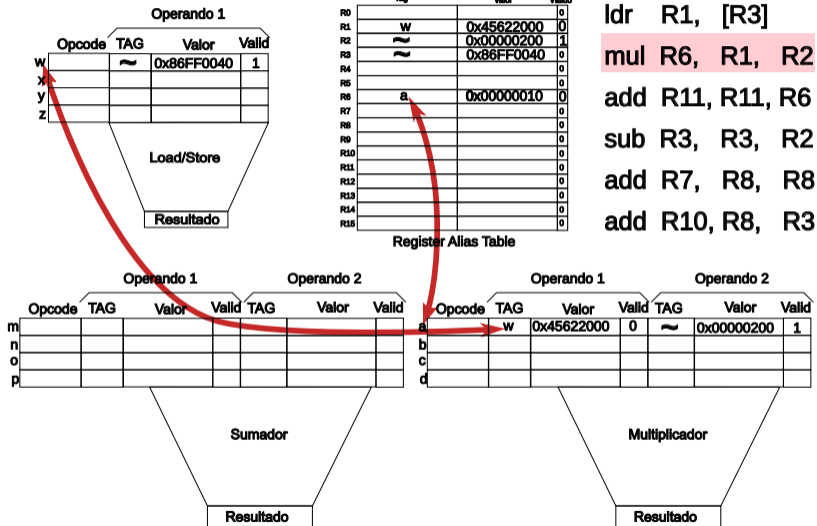 Operando 1
Opcode TAG Valor Valid
w ~ 0x86FF0040 1
x
y
z
Load/Store
Resultado
R0 0
R1 w 0x45622000 0
R2 ~ 0x00000200 1
R3 ~ 0x86FF0040 0
R4 0
R5 0
R6 a 0x00000010 0
R7 0
R8 0
R9 0
R10 0
R11 0
R12 0
R13 0
R14 0
R15 0
Register Alias Table
ldr R1, [R3]
mul R6, R1, R2
add R11, R11, R6
sub R3, R3, R2
add R7, R8, R8
add R10, R8, R3
Operando 1 Operando 2
Opcode TAG Valor Valid TAG Valor Valid
m
n
o
p
Sumador
Resultado
Operando 1 Operando 2
Opcode TAG Valor Valid TAG Valor Valid
a w 0x45622000 0 ~ 0x00000200 1
b
c
d
Multiplicador
Resultado